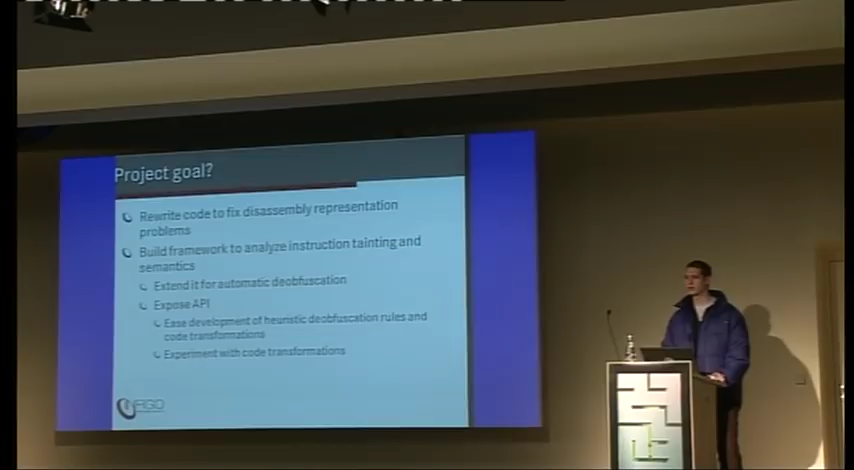 Project goal?
Rewrite code to fix disassembly representation
problems
Build framework to analyze instruction tainting and
semantics
Extend it for automatic deobfuscation
Expose API
Ease development of heuristic deobfuscation rules and
code transformations
Experiment with code transformations